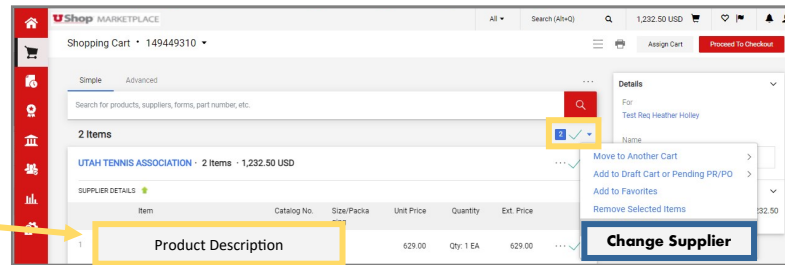 UShop MARKETPLACE All Search (Alt+Q) 1,232.50 USD
Shopping Cart • 149449310 Assign Cart Proceed To Checkout
Simple Advanced ...
Search for products, suppliers, forms, part number, etc.
2 Items 2
UTAH TENNIS ASSOCIATION · 2 Items · 1,232.50 USD ...
SUPPLIER DETAILS
Item Catalog No. Size/Packa Unit Price Quantity Ext. Price
1 Product Description 629.00 Qty: 1 EA 629.00 ...
Details
For
Test Req Heather Holley
Name
Move to Another Cart
Add to Draft Cart or Pending PR/PO
Add to Favorites
Remove Selected Items
232.50
Change Supplier